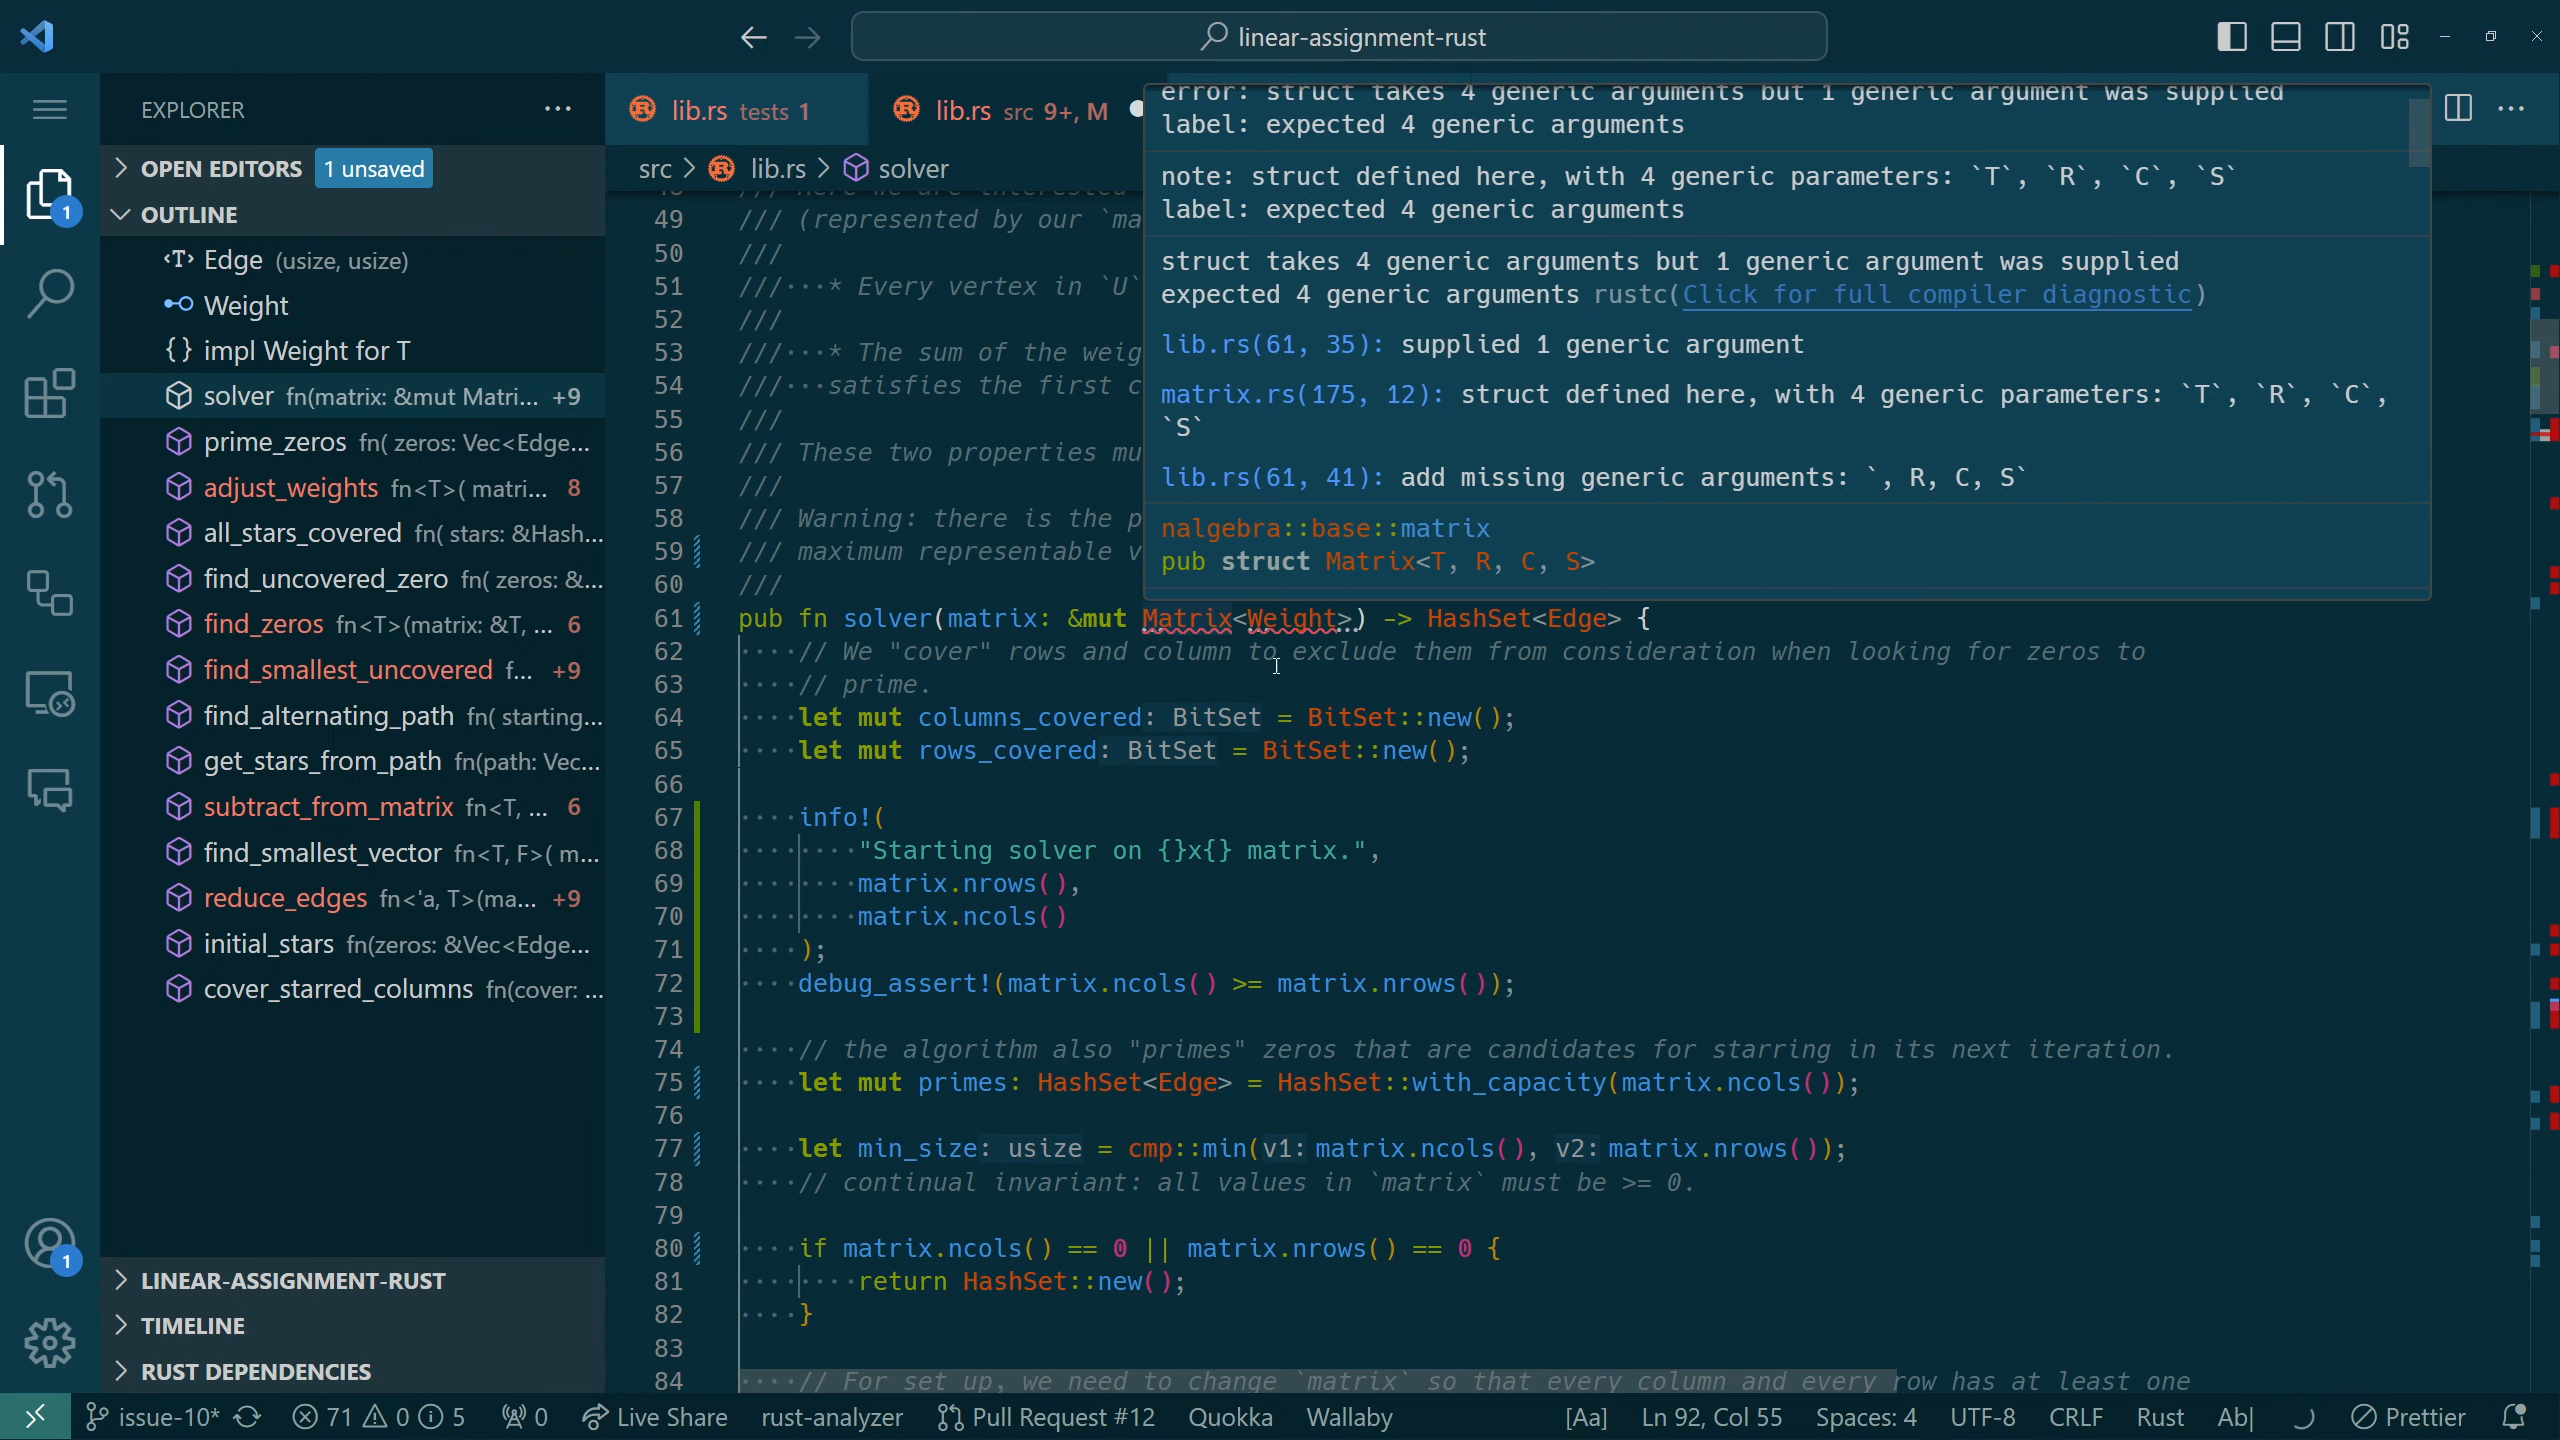 linear-assignment-rust
EXPLORER
OPEN EDITORS 1 unsaved
OUTLINE
Edge (usize, usize)
Weight
{} impl Weight for T
solver fn(matrix: &mut Matri... +9
prime_zeros fn( zeros: Vec<Edge...
adjust_weights fn<T>( matri... 8
all_stars_covered fn( stars: &Hash...
find_uncovered_zero fn( zeros: &...
find_zeros fn<T>(matrix: &T, ... 6
find_smallest_uncovered f... +9
find_alternating_path fn( starting...
get_stars_from_path fn(path: Vec...
subtract_from_matrix fn<T, ... 6
find_smallest_vector fn<T, F>( m...
reduce_edges fn<'a, T>(ma... +9
initial_stars fn(zeros: &Vec<Edge...
cover_starred_columns fn(cover: ...
LINEAR-ASSIGNMENT-RUST
TIMELINE
RUST DEPENDENCIES
1
1
lib.rs tests 1
lib.rs src 9+, M
src > lib.rs > solver
error: struct takes 4 generic arguments but 1 generic argument was supplied
label: expected 4 generic arguments
note: struct defined here, with 4 generic parameters: `T`, `R`, `C`, `S`
label: expected 4 generic arguments
struct takes 4 generic arguments but 1 generic argument was supplied
expected 4 generic arguments rustc(Click for full compiler diagnostic)
lib.rs(61, 35): supplied 1 generic argument
matrix.rs(175, 12): struct defined here, with 4 generic parameters: `T`, `R`, `C`,
`S`
lib.rs(61, 41): add missing generic arguments: `, R, C, S`
nalgebra::base::matrix
pub struct Matrix<T, R, C, S>
49 /// (represented by our `ma
50 ///
51 ///···* Every vertex in `U`
52 ///
53 ///···* The sum of the weig
54 ///···satisfies the first c
55 ///
56 /// These two properties mu
57 ///
58 /// Warning: there is the p
59 /// maximum representable v
60 ///
61 pub fn solver(matrix: &mut Matrix<Weight>) -> HashSet<Edge> {
62 ····// We "cover" rows and column to exclude them from consideration when looking for zeros to
63 ····// prime.
64 ····let mut columns_covered: BitSet = BitSet::new();
65 ····let mut rows_covered: BitSet = BitSet::new();
66
67 ····info!(
68 ········"Starting solver on {}x{} matrix.",
69 ········matrix.nrows(),
70 ········matrix.ncols()
71 ····);
72 ····debug_assert!(matrix.ncols() >= matrix.nrows());
73
74 ····// the algorithm also "primes" zeros that are candidates for starring in its next iteration.
75 ····let mut primes: HashSet<Edge> = HashSet::with_capacity(matrix.ncols());
76
77 ····let min_size: usize = cmp::min(v1: matrix.ncols(), v2: matrix.nrows());
78 ····// continual invariant: all values in `matrix` must be >= 0.
79
80 ····if matrix.ncols() == 0 || matrix.nrows() == 0 {
81 ········return HashSet::new();
82 ····}
83
84 ····// For set up, we need to change `matrix` so that every column and every row has at least one
issue-10* 71 0 5 0 Live Share rust-analyzer Pull Request #12 Quokka Wallaby [Aa] Ln 92, Col 55 Spaces: 4 UTF-8 CRLF Rust Ab| Prettier